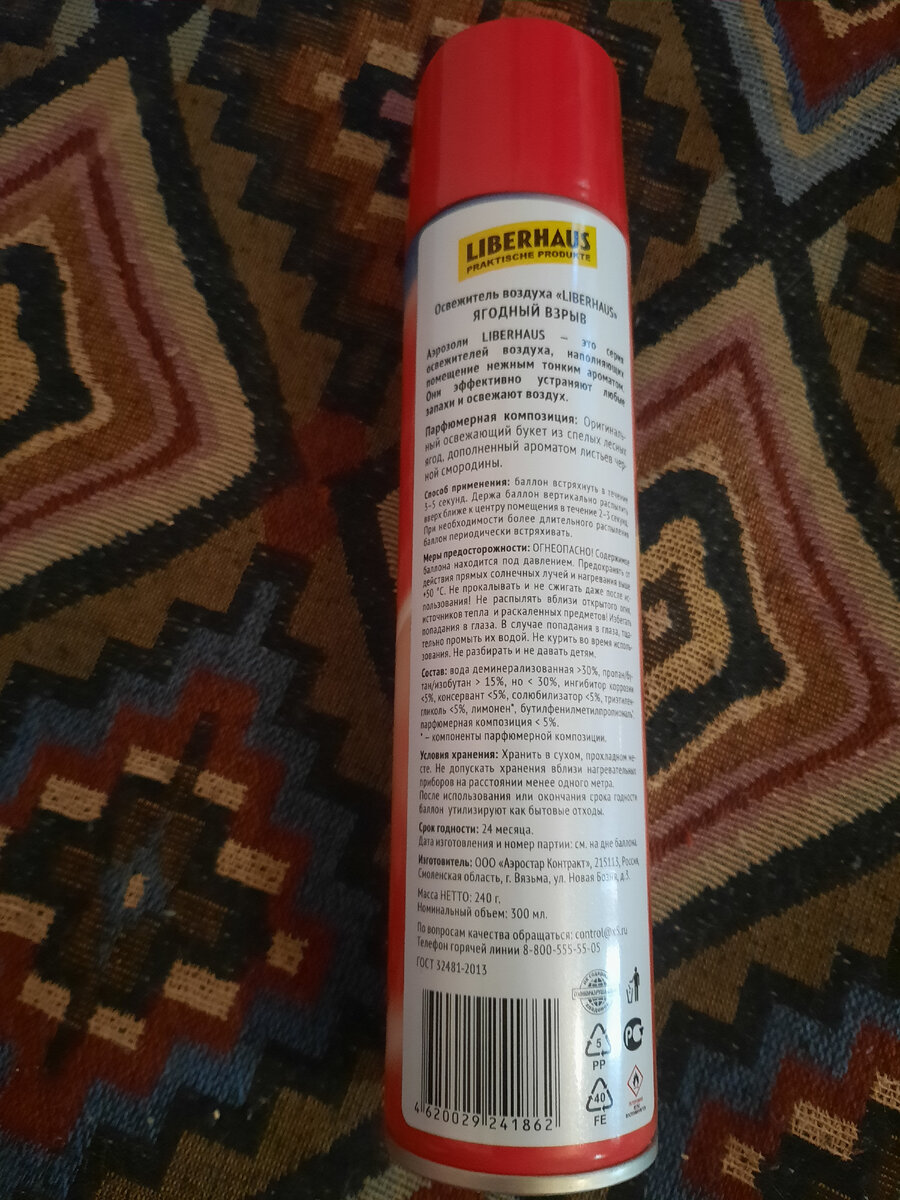 LIBERHAUS
PRAKTISCHE PRODUKTE
Освежитель воздуха «LIBERHAUS»
ЯГОДНЫЙ ВЗРЫВ
Аэрозоли LIBERHAUS – это серия
освежителей воздуха, наполняющих
помещение нежным тонким ароматом.
Они эффективно устраняют любые
запахи и освежают воздух.
Парфюмерная композиция: Оригиналь-
ный освежающий букет из спелых лесных
ягод, дополненный ароматом листьев чер-
ной смородины.
Способ применения: баллон встряхнуть в течение
3–5 секунд. Держа баллон вертикально распылить
вверх ближе к центру помещения в течение 2–3 секунд.
При необходимости более длительного распыления
баллон периодически встряхивать.
Меры предосторожности: ОГНЕОПАСНО! Содержимое
баллона находится под давлением. Предохранять от
действия прямых солнечных лучей и нагревания выше
+50 °С. Не прокалывать и не сжигать даже после ис-
пользования! Не распылять вблизи открытого огня,
источников тепла и раскаленных предметов! Избегать
попадания в глаза. В случае попадания в глаза, тща-
тельно промыть их водой. Не курить во время исполь-
зования. Не разбирать и не давать детям.
Состав: вода деминерализованная >30%, пропан/бу-
тан/изобутан > 15%, но < 30%, ингибитор коррозии
<5%, консервант <5%, солюбилизатор <5%, триэтилен-
гликоль <5%, лимонен*, бутилфенилметилпропиональ*,
парфюмерная композиция < 5%.
* – компоненты парфюмерной композиции.
Условия хранения: Хранить в сухом, прохладном ме-
сте. Не допускать хранения вблизи нагревательных
приборов на расстоянии менее одного метра.
После использования или окончания срока годности
баллон утилизируют как бытовые отходы.
Срок годности: 24 месяца.
Дата изготовления и номер партии: см. на дне баллона.
Изготовитель: ООО «Аэростар Контракт», 215113, Россия,
Смоленская область, г. Вязьма, ул. Новая Бозня, д.3.
Масса НЕТТО: 240 г.
Номинальный объем: 300 мл.
По вопросам качества обращаться: control@x5.ru
Телефон горячей линии 8-800-555-55-05
ГОСТ 32481-2013
5
PP
РС
40
FE
4 620029 241862